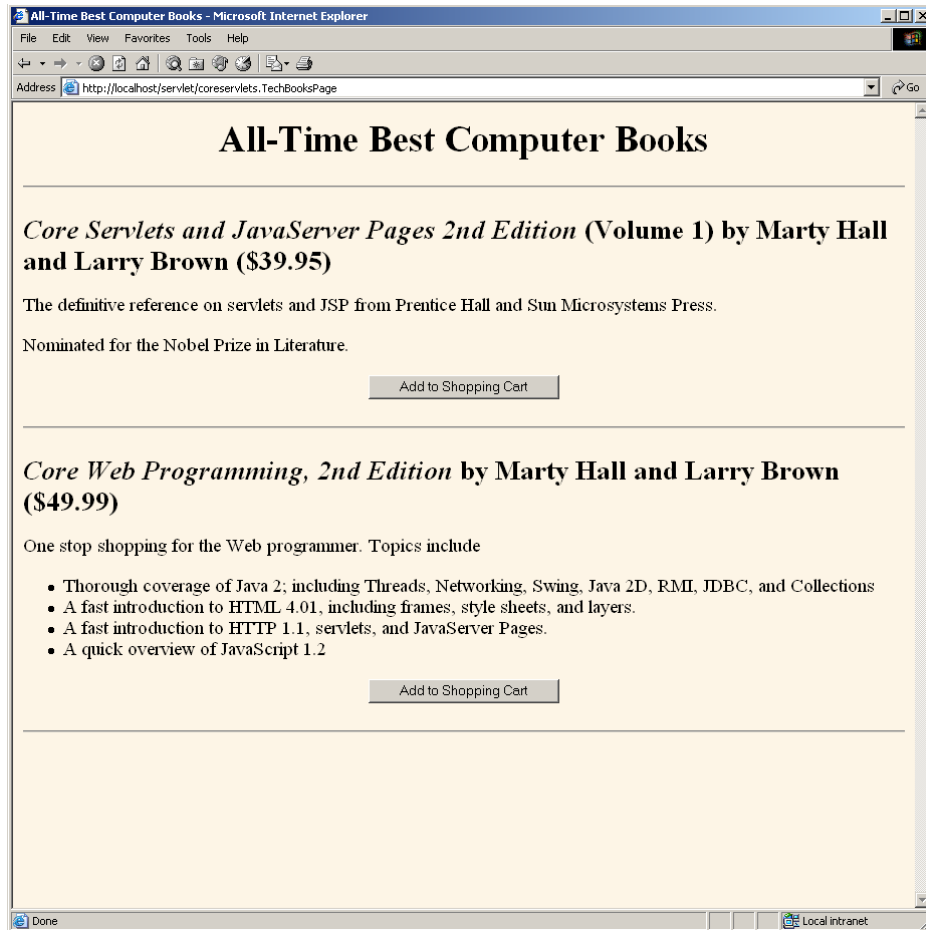 All-Time Best Computer Books - Microsoft Internet Explorer
File Edit View Favorites Tools Help
Address http://localhost/servlet/coreservlets.TechBooksPage Go
All-Time Best Computer Books
Core Servlets and JavaServer Pages 2nd Edition (Volume 1) by Marty Hall
and Larry Brown ($39.95)
The definitive reference on servlets and JSP from Prentice Hall and Sun Microsystems Press.
Nominated for the Nobel Prize in Literature.
Add to Shopping Cart
Core Web Programming, 2nd Edition by Marty Hall and Larry Brown
($49.99)
One stop shopping for the Web programmer. Topics include
• Thorough coverage of Java 2; including Threads, Networking, Swing, Java 2D, RMI, JDBC, and Collections
• A fast introduction to HTML 4.01, including frames, style sheets, and layers.
• A fast introduction to HTTP 1.1, servlets, and JavaServer Pages.
• A quick overview of JavaScript 1.2
Add to Shopping Cart
Done Local intranet